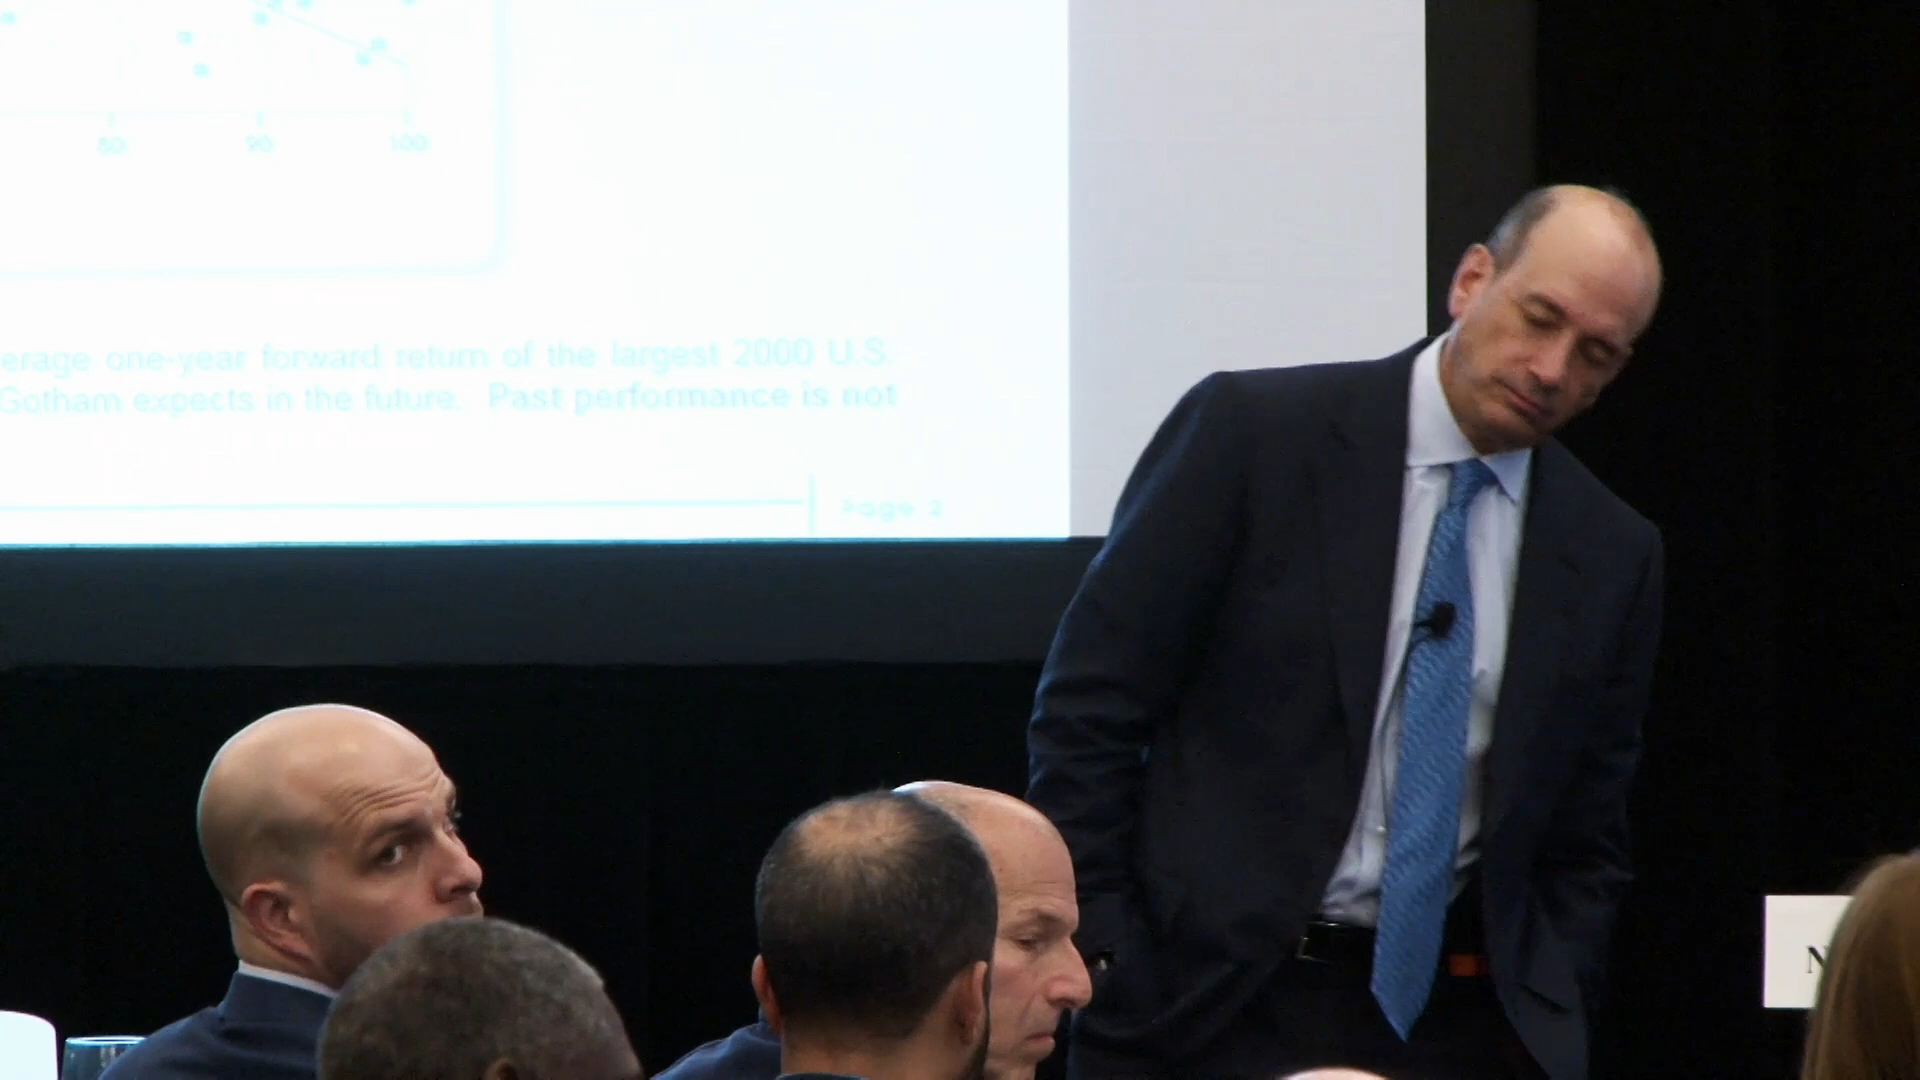 80 90 100
erage one-year forward return of the largest 2000 U.S.
Gotham expects in the future. Past performance is not
Page 2
N